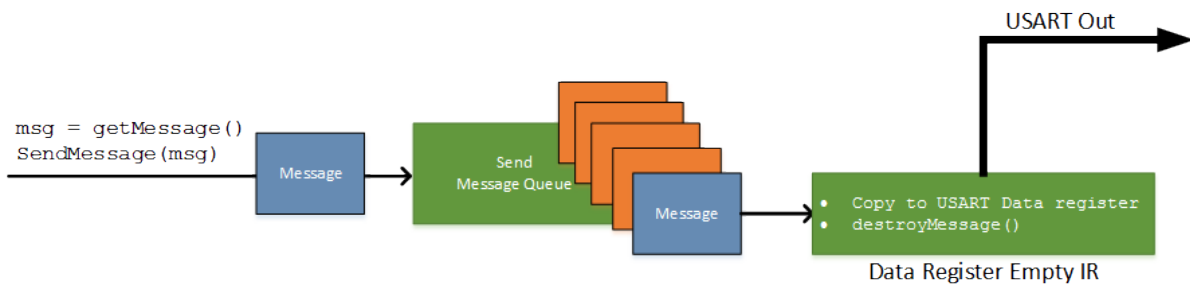 USART Out
msg = getMessage()
SendMessage(msg)
Message
Send
Message Queue
Message
• Copy to USART Data register
• destroyMessage()
Data Register Empty IR